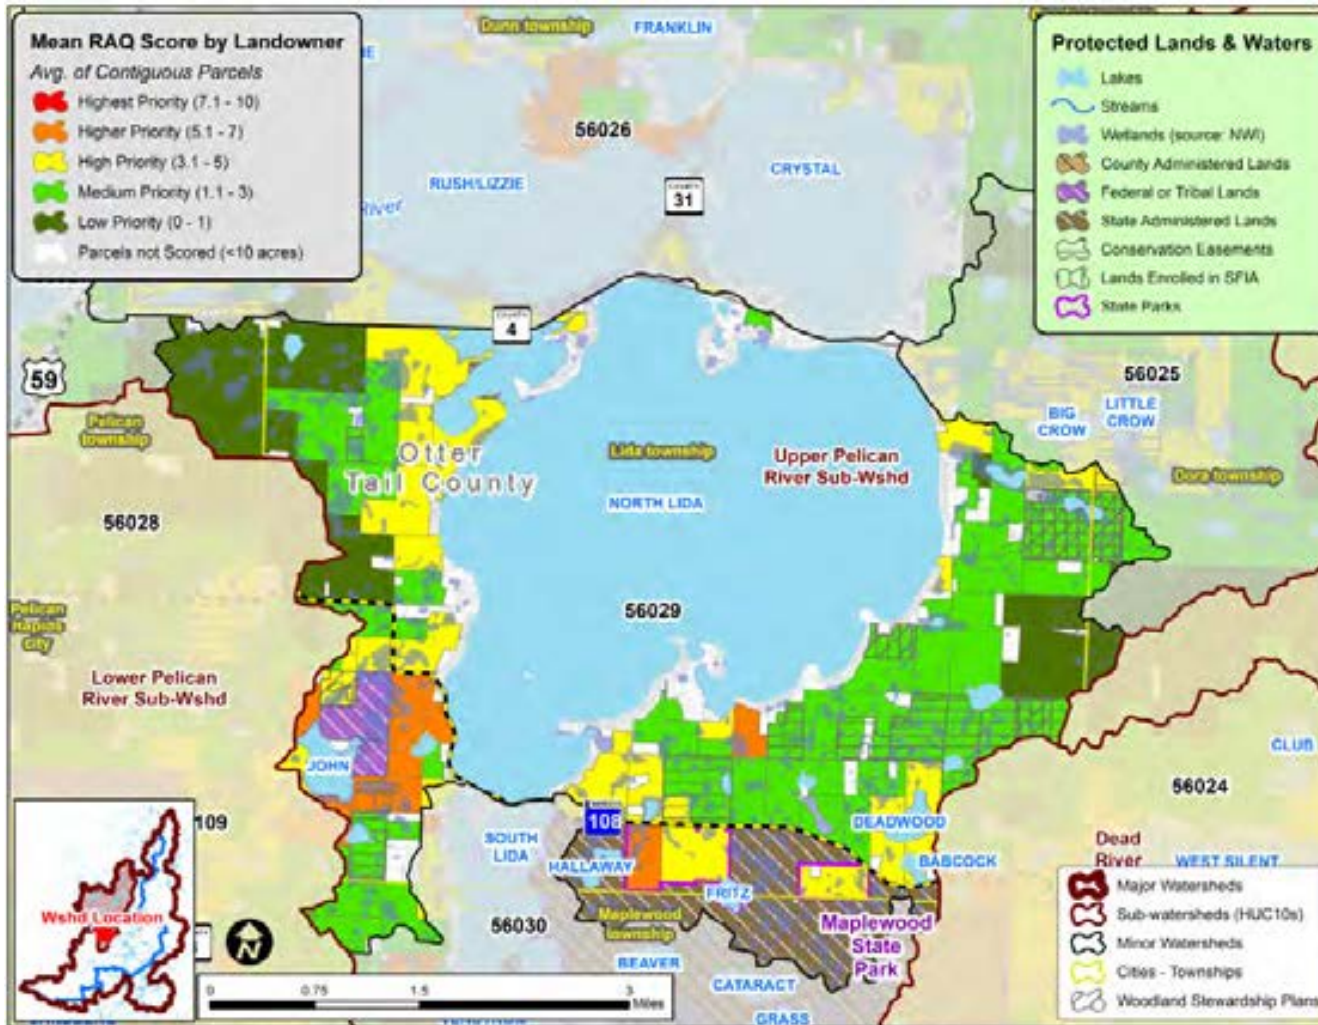 Mean RAQ Score by Landowner
Avg. of Contiguous Parcels
Highest Priority (7.1 - 10)
Higher Priority (5.1 - 7)
High Priority (3.1 - 5)
Medium Priority (1.1 - 3)
Low Priority (0 - 1)
Parcels not Scored (<10 acres)
Dunn township
FRANKLIN
Protected Lands & Waters
Lakes
Streams
Wetlands (source: NWI)
County Administered Lands
Federal or Tribal Lands
State Administered Lands
Conservation Easements
Lands Enrolled in SFIA
State Parks
56026
RUSH/LIZZIE
CRYSTAL
River
COUNTY
31
COUNTY
4
59
56025
BIG
CROW
LITTLE
CROW
Pelican
township
Otter
Tail County
Lida township
Upper Pelican
River Sub-Wshd
Dora township
NORTH LIDA
56028
56029
Pelican
Rapids
City
Lower Pelican
River Sub-Wshd
JOHN
CLUB
56024
109
108
SOUTH
LIDA
HALLAWAY
FRITZ
DEADWOOD
BABCOCK
Dead
River
WEST SILENT
Wshd Location
N
56030
Maplewood
township
Maplewood
State
Park
BEAVER
CATARACT
GRASS
0 0.75 1.5 3
Miles
Major Watersheds
Sub-watersheds (HUC10s)
Minor Watersheds
Cities - Townships
Woodland Stewardship Plans